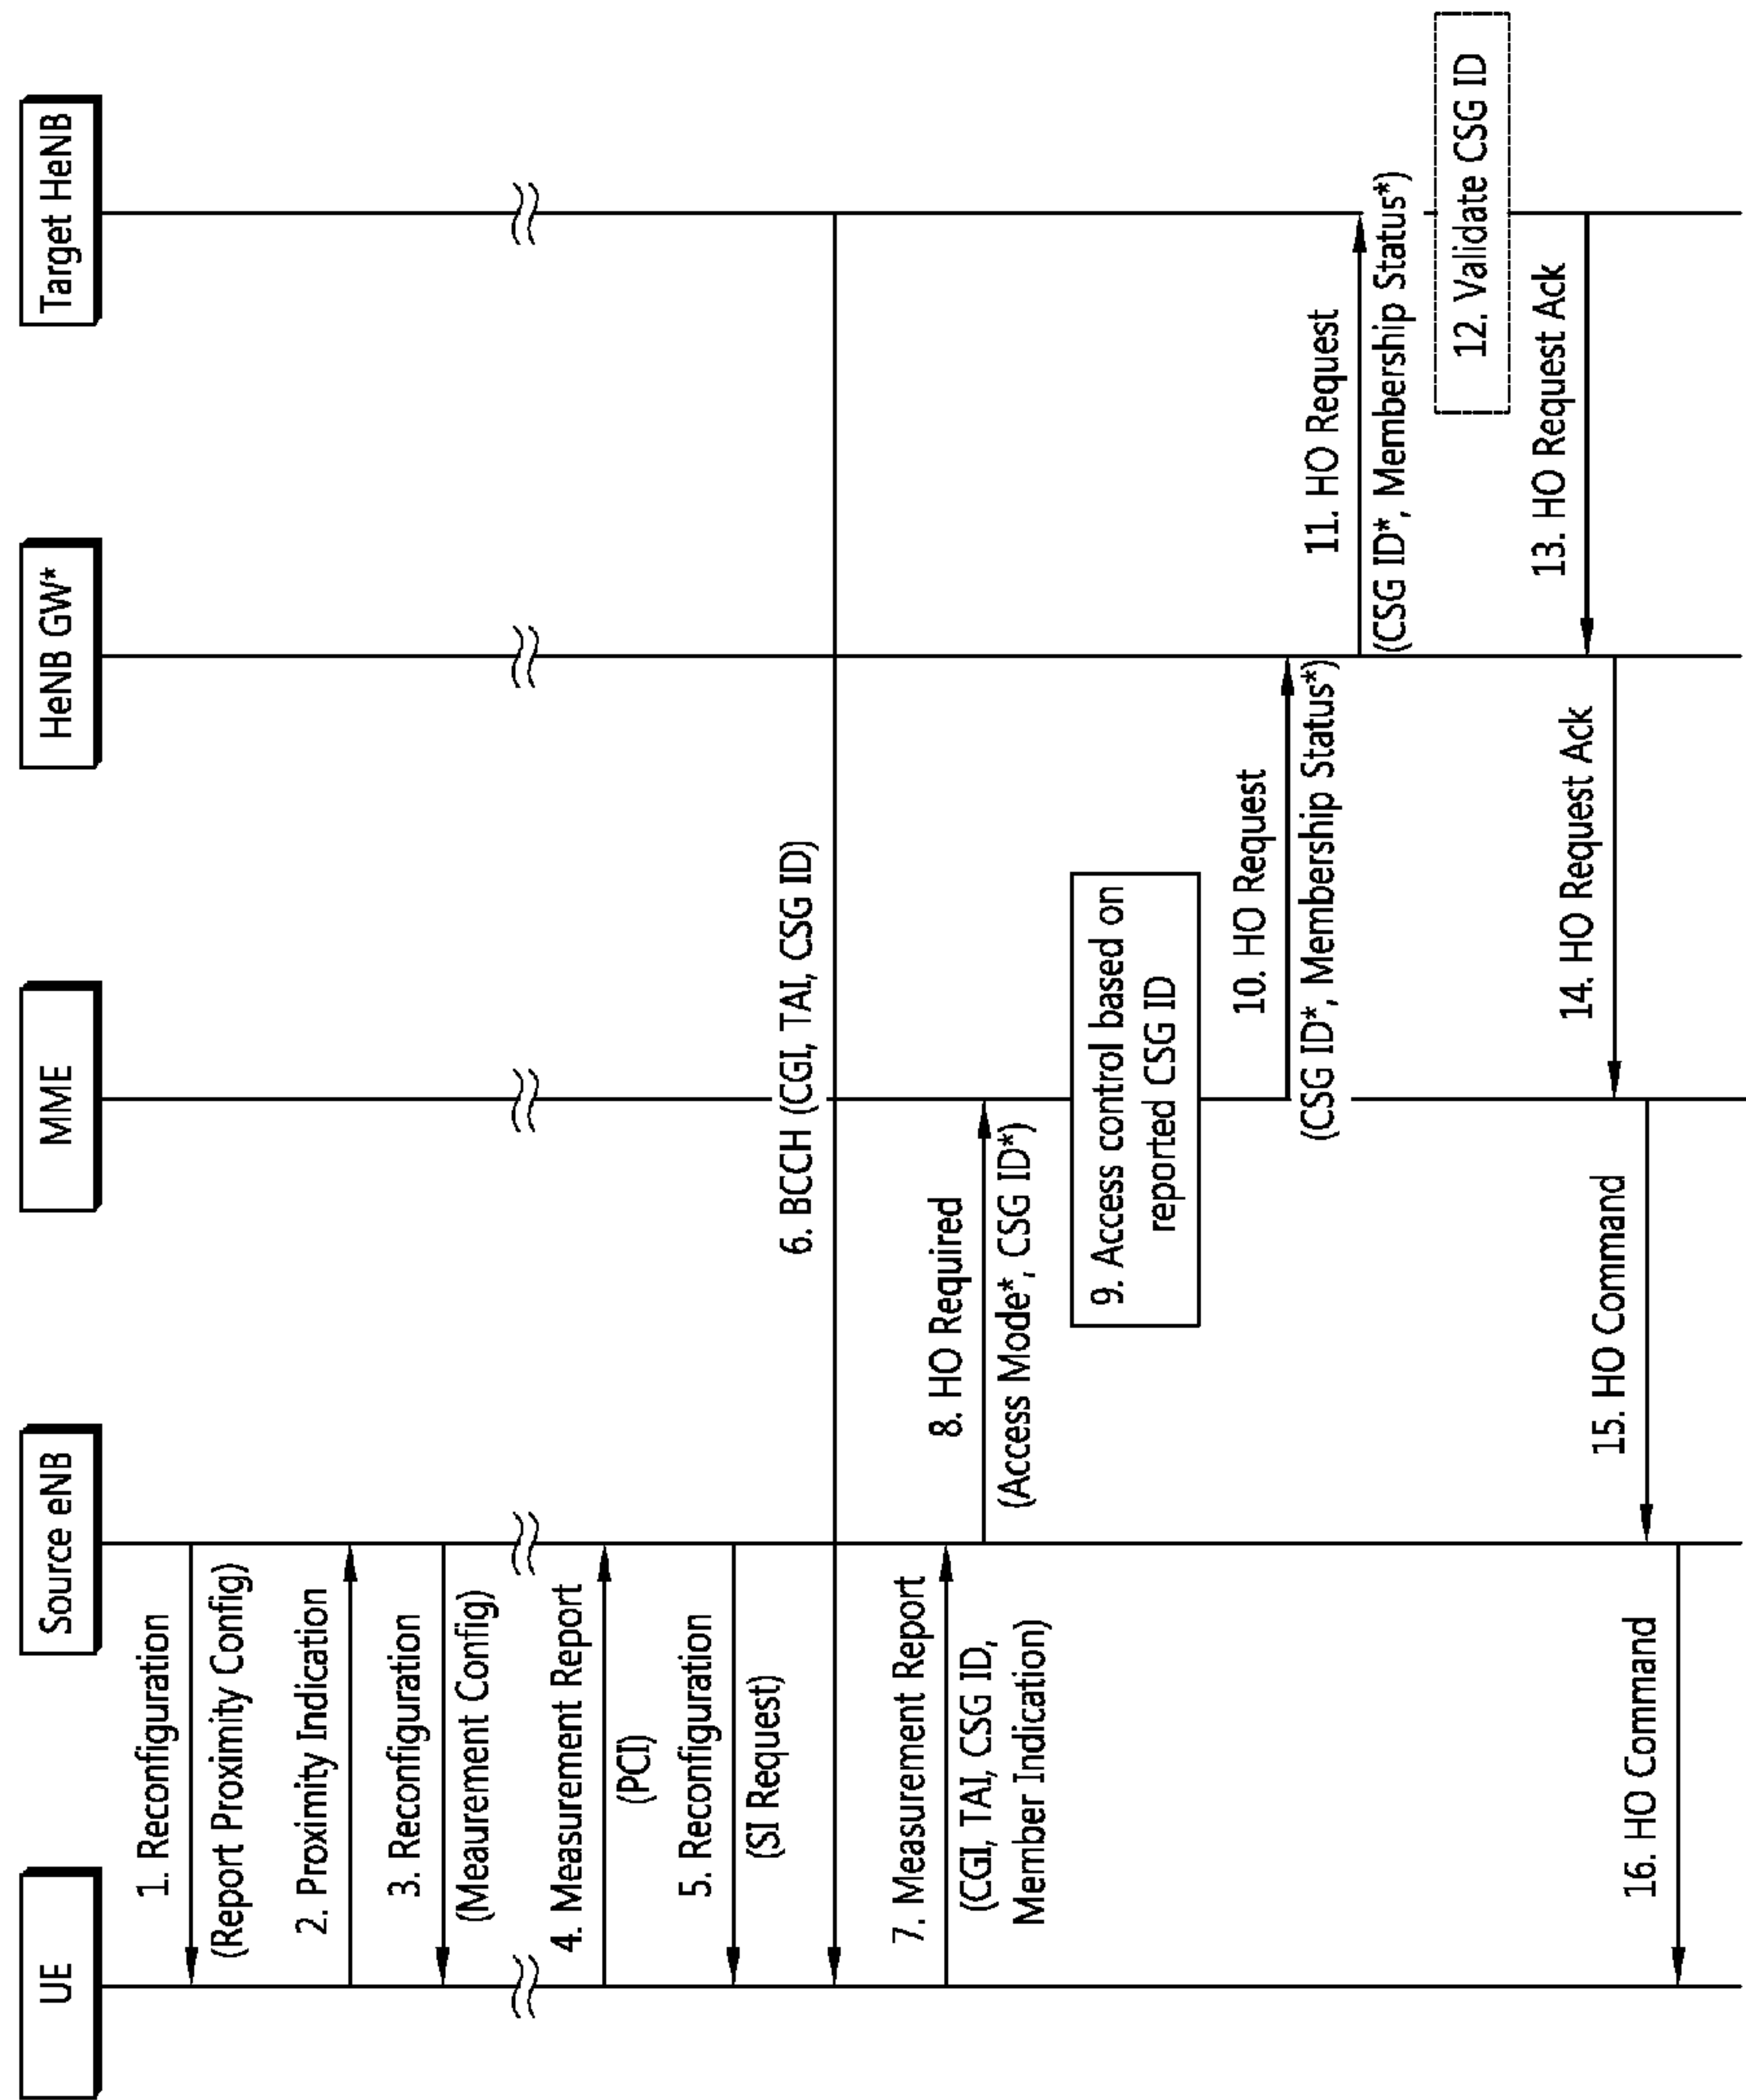 UE
Source eNB
MME
HeNB GW*
Target HeNB
1. Reconfiguration
(Report Proximity Config)
2. Proximity Indication
3. Reconfiguration
(Meaurement Config)
4. Measurement Report
(PCI)
5. Reconfiguration
(SI Request)
6. BCCH (CGI, TAI, CSG ID)
7. Measurement Report
(CGI, TAI, CSG ID,
Member Indication)
8. HO Required
(Access Mode*, CSG ID*)
9. Access control based on
reported CSG ID
10. HO Request
(CSG ID*, Membership Status*)
11. HO Request
(CSG ID*, Membership Status*)
12. Validate CSG ID
13. HO Request Ack
14. HO Request Ack
15. HO Command
16. HO Command